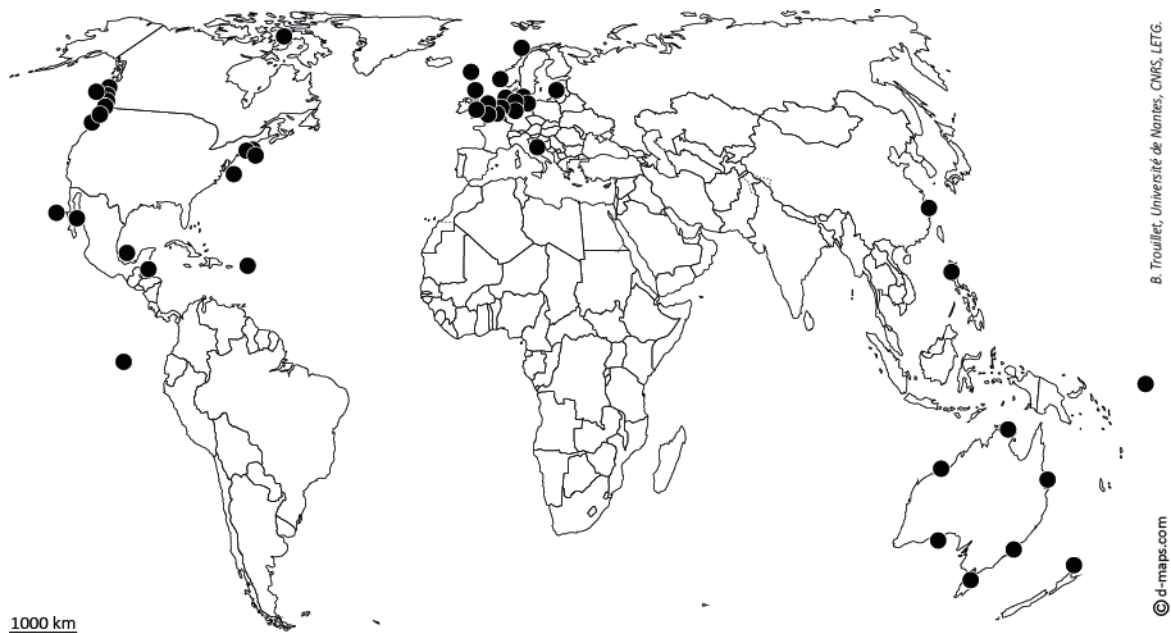 B. Trouillet, Université de Nantes, CNRS, LETG.
© d-maps.com
1000 km